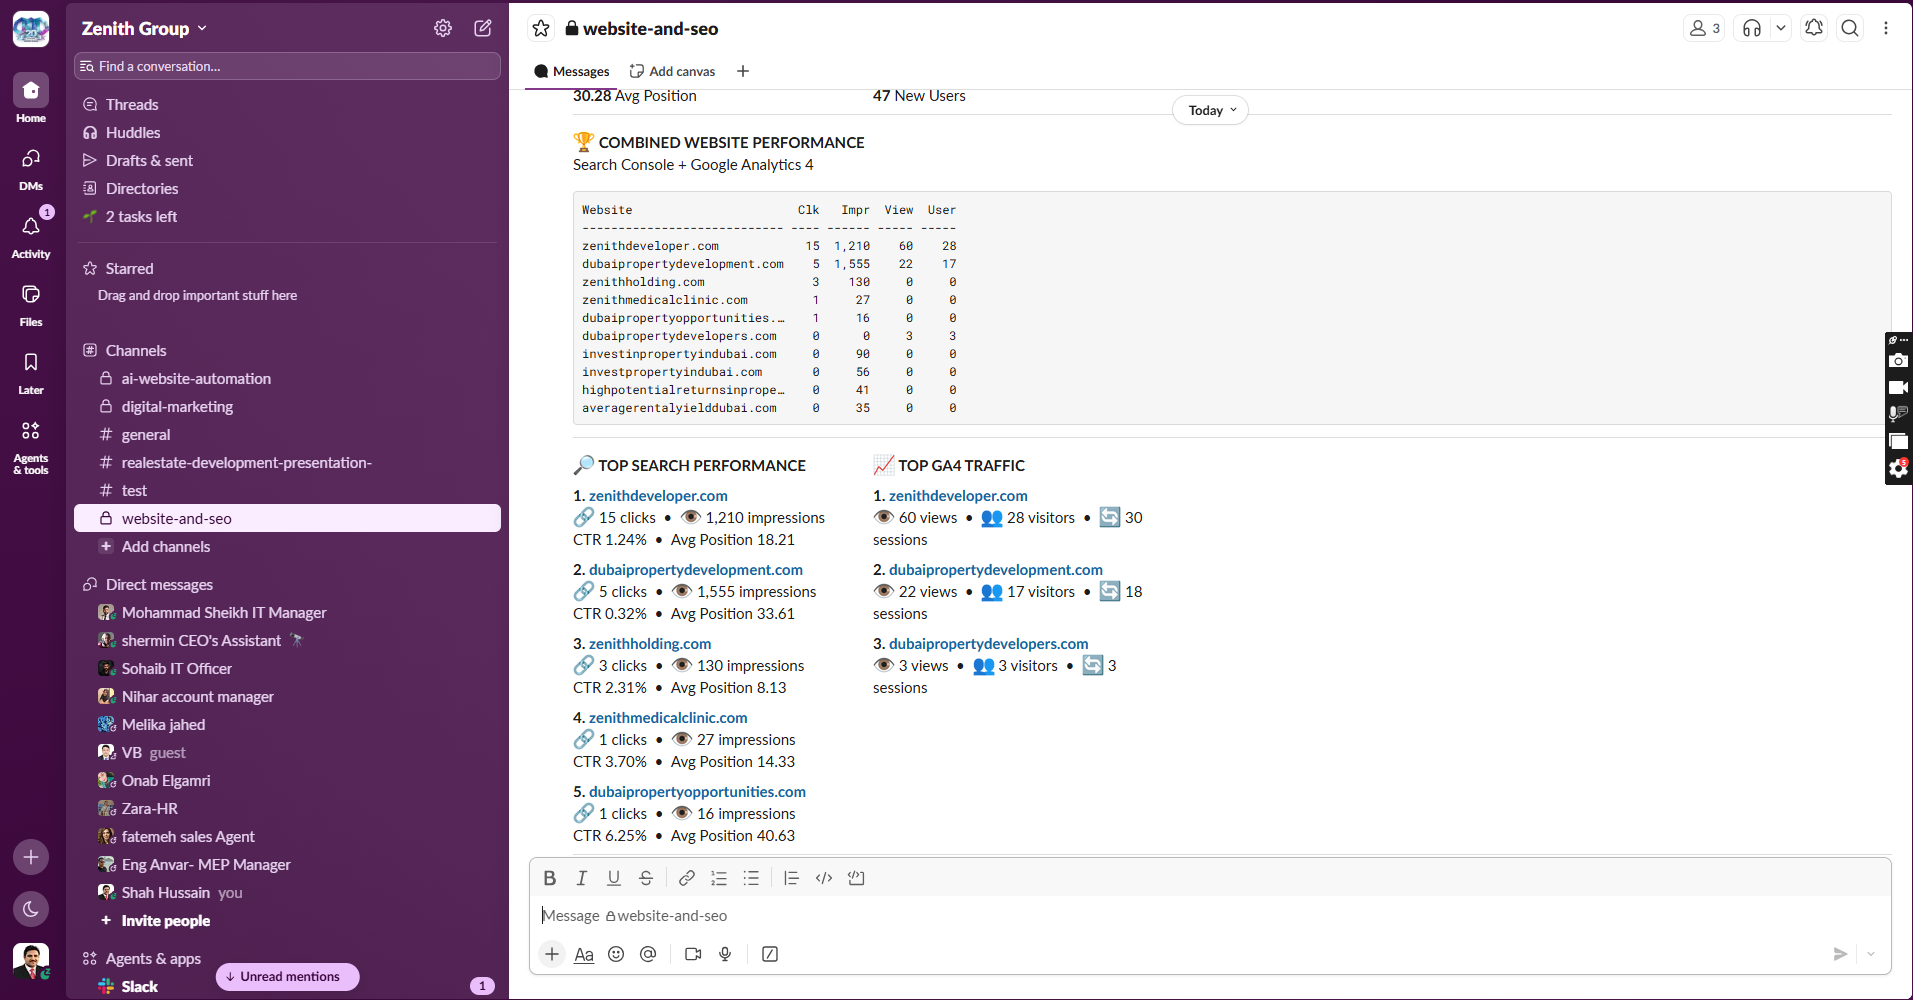 Zenith Group
Find a conversation...
Home
DMs
1
Activity
Files
Later
Agents
& tools
Threads
Huddles
Drafts & sent
Directories
2 tasks left
Starred
Drag and drop important stuff here
Channels
ai-website-automation
digital-marketing
general
realestate-development-presentation-
test
website-and-seo
Add channels
Direct messages
Mohammad Sheikh IT Manager
shermin CEO's Assistant
Sohaib IT Officer
Nihar account manager
Melika jahed
VB guest
Onab Elgamri
Zara-HR
fatemeh sales Agent
Eng Anvar- MEP Manager
Shah Hussain you
Invite people
Agents & apps
Unread mentions
Slack 1
website-and-seo
3
Messages Add canvas
30.28 Avg Position 47 New Users
Today
COMBINED WEBSITE PERFORMANCE
Search Console + Google Analytics 4
Website Clk Impr View User
---------------------------- ---- ------ ----- -----
zenithdeveloper.com 15 1,210 60 28
dubaipropertydevelopment.com 5 1,555 22 17
zenithholding.com 3 130 0 0
zenithmedicalclinic.com 1 27 0 0
dubaipropertyopportunities.… 1 16 0 0
dubaipropertydevelopers.com 0 0 3 3
investinpropertyindubai.com 0 90 0 0
investpropertyindubai.com 0 56 0 0
highpotentialreturnsinprope… 0 41 0 0
averagerentalyielddubai.com 0 35 0 0
TOP SEARCH PERFORMANCE
1. zenithdeveloper.com
15 clicks • 1,210 impressions
CTR 1.24% • Avg Position 18.21
2. dubaipropertydevelopment.com
5 clicks • 1,555 impressions
CTR 0.32% • Avg Position 33.61
3. zenithholding.com
3 clicks • 130 impressions
CTR 2.31% • Avg Position 8.13
4. zenithmedicalclinic.com
1 clicks • 27 impressions
CTR 3.70% • Avg Position 14.33
5. dubaipropertyopportunities.com
1 clicks • 16 impressions
CTR 6.25% • Avg Position 40.63
TOP GA4 TRAFFIC
1. zenithdeveloper.com
60 views • 28 visitors • 30
sessions
2. dubaipropertydevelopment.com
22 views • 17 visitors • 18
sessions
3. dubaipropertydevelopers.com
3 views • 3 visitors • 3
sessions
Message website-and-seo
Aa